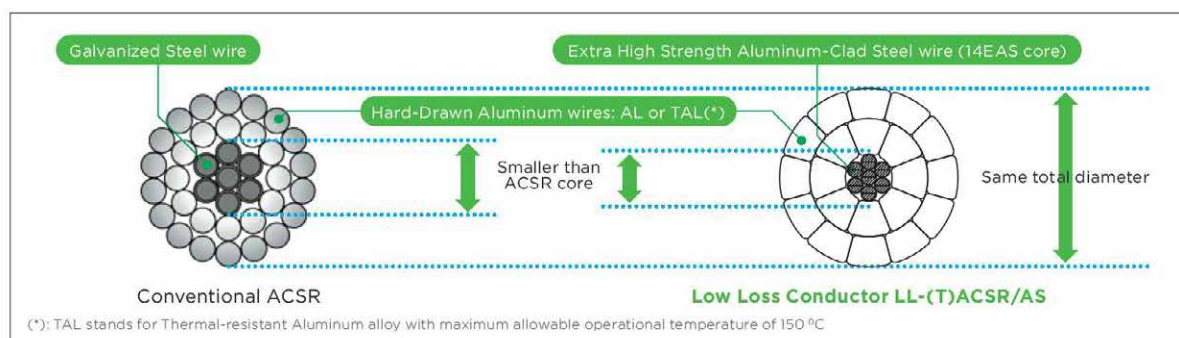 Galvanized Steel wire
Extra High Strength Aluminum-Clad Steel wire (14EAS core)
Hard-Drawn Aluminum wires: AL or TAL(*)
Smaller than
ACSR core
Same total diameter
Conventional ACSR
Low Loss Conductor LL-(T)ACSR/AS
(*): TAL stands for Thermal-resistant Aluminum alloy with maximum allowable operational temperature of 150 ⁰C